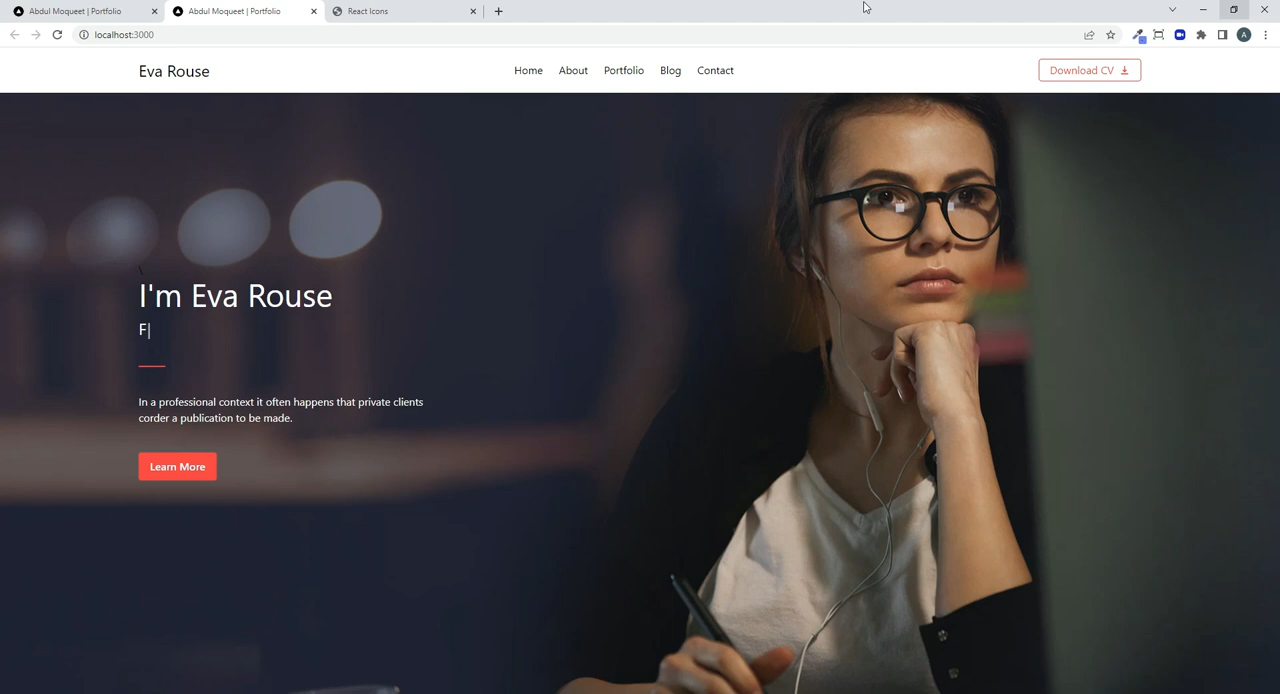 Abdul Moqueet | Portfolio
Abdul Moqueet | Portfolio
React Icons
localhost:3000
A
Eva Rouse
Home About Portfolio Blog Contact
Download CV
\
I'm Eva Rouse
F|
In a professional context it often happens that private clients
corder a publication to be made.
Learn More